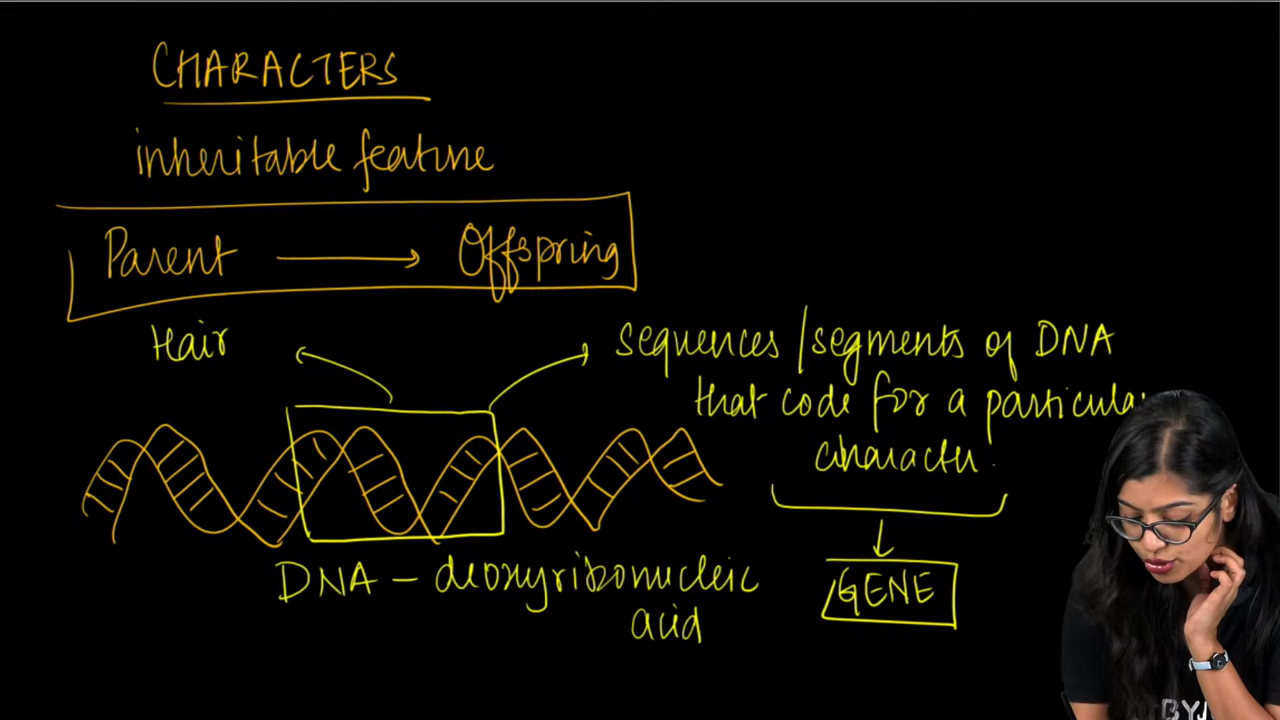 CHARACTERS
inheritable feature
Parent → Offspring
Hair
sequences/segments of DNA
that code for a particular
character.
DNA – deoxyribonucleic
acid
GENE
BYJ